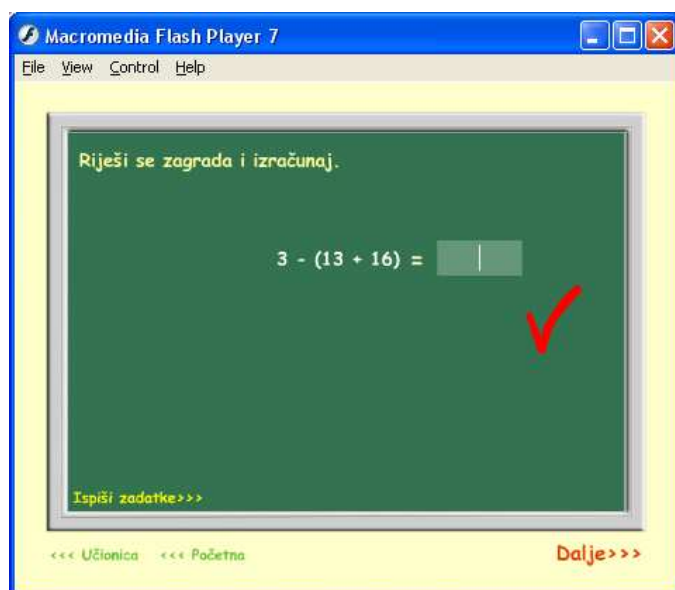 Macromedia Flash Player 7
File View Control Help
Riješi se zagrada i izračunaj.
3 - (13 + 16) =
Ispiši zadatke>>>
<<< Učionica <<< Početna Dalje>>>